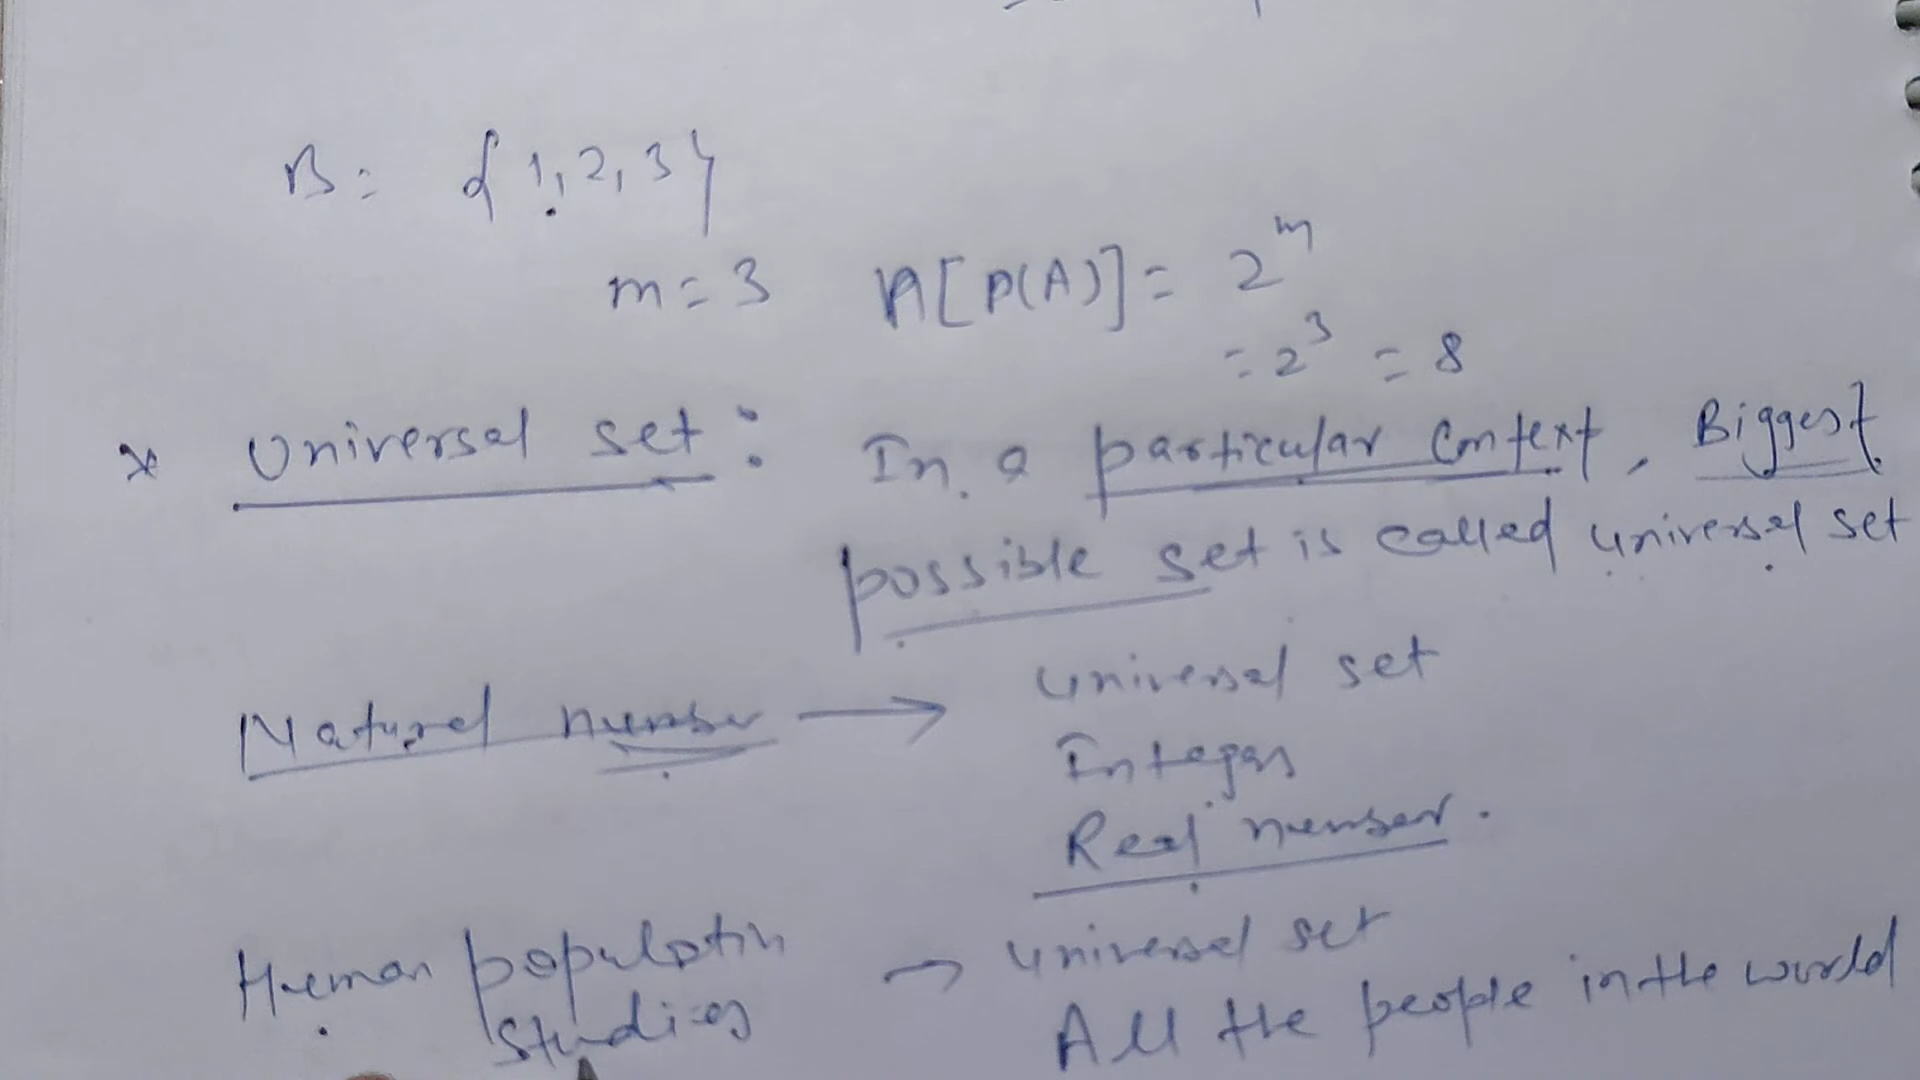 B = {1, 2, 3}
m = 3 n[P(A)] = 2^m
= 2^3 = 8
* Universal set : In a particular Context, Biggest
possible set is called universal set
Natural number → universal set
Integers
Real number.
Human population → universal set
Studies All the people in the world